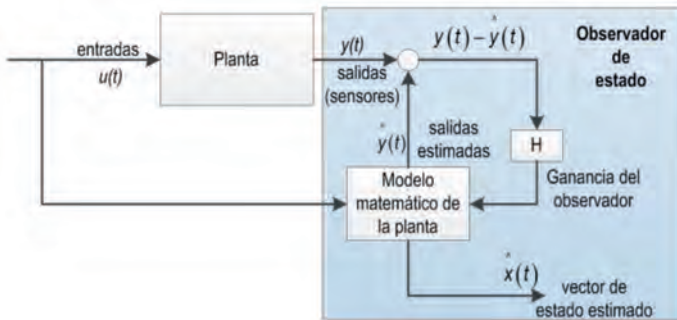 entradas
u(t)
Planta
y(t)
salidas
(sensores)
y(t) − ŷ(t)
Observador
de
estado
ŷ(t)
salidas
estimadas
H
Ganancia del
observador
Modelo
matemático de
la planta
x̂(t)
vector de
estado estimado